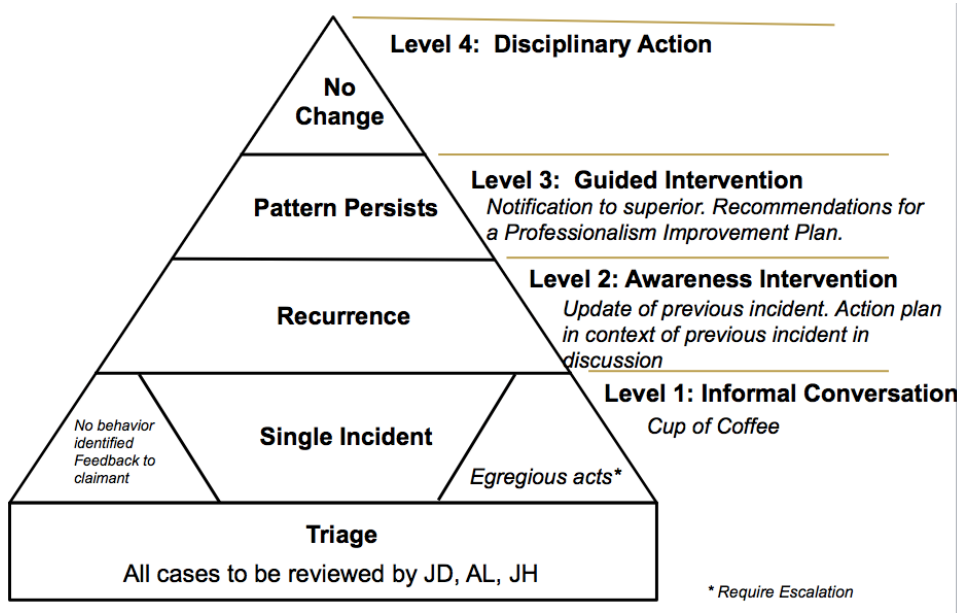 Level 4:  Disciplinary Action
No
Change
Level 3:  Guided Intervention
Notification to superior. Recommendations for
a Professionalism Improvement Plan.
Pattern Persists
Level 2: Awareness Intervention
Update of previous incident. Action plan
in context of previous incident in
discussion
Recurrence
Level 1: Informal Conversation
Cup of Coffee
No behavior
identified
Feedback to
claimant
Single Incident
Egregious acts*
Triage
All cases to be reviewed by JD, AL, JH
* Require Escalation